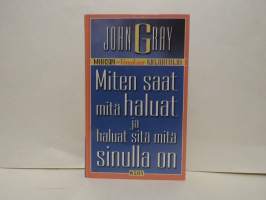 JOHN GRAY
Miten saat
mitä haluat
ja
haluat sitä mitä
sinulla on